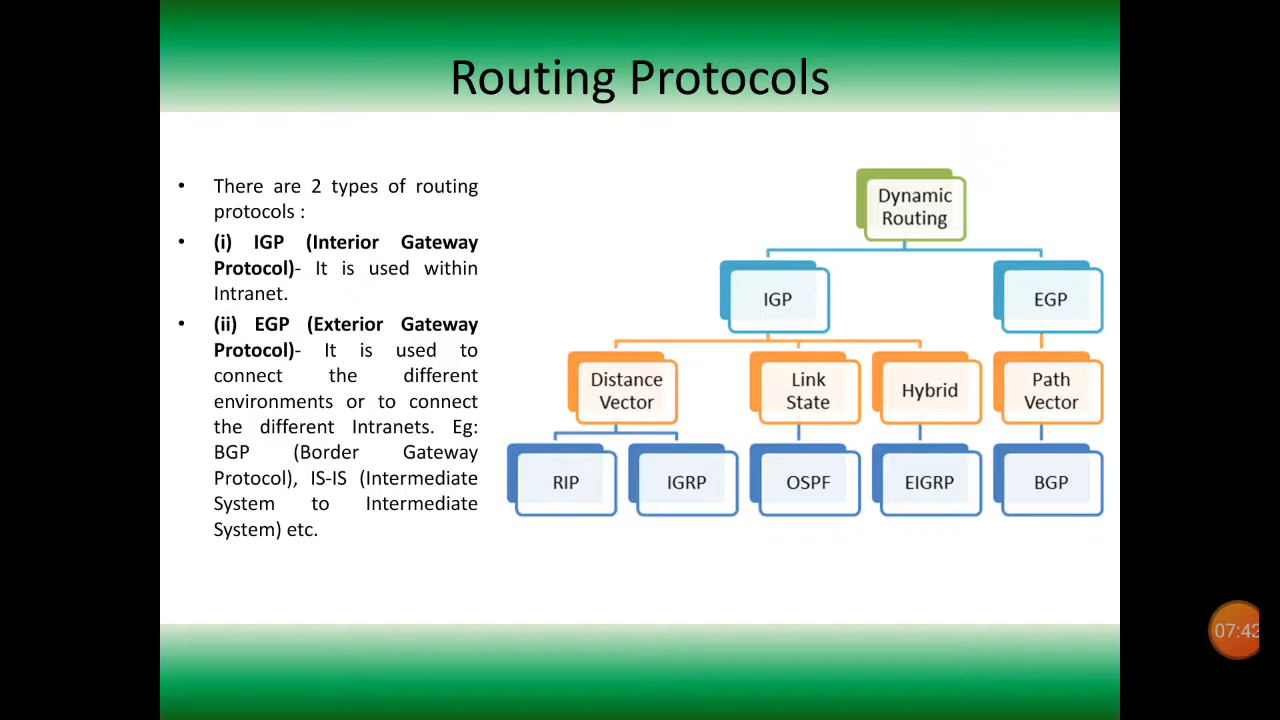 Routing Protocols
• There are 2 types of routing
protocols :
• (i) IGP (Interior Gateway
Protocol)- It is used within
Intranet.
• (ii) EGP (Exterior Gateway
Protocol)- It is used to
connect the different
environments or to connect
the different Intranets. Eg:
BGP (Border Gateway
Protocol), IS-IS (Intermediate
System to Intermediate
System) etc.
Dynamic
Routing
IGP
EGP
Distance
Vector
Link
State
Hybrid
Path
Vector
RIP
IGRP
OSPF
EIGRP
BGP
07:42